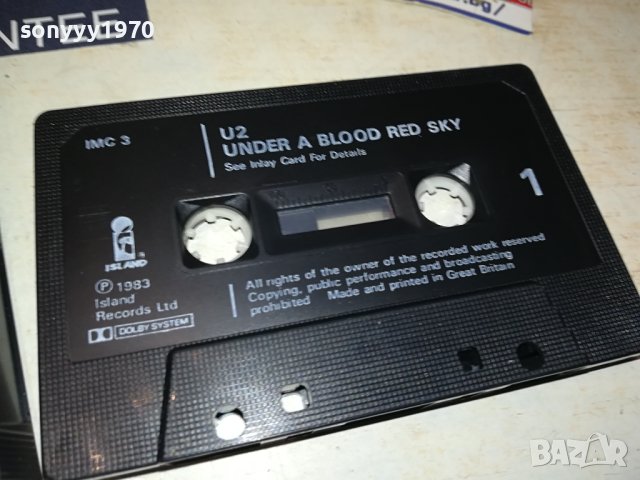 sonyyy1970
NTEE
IMC 3
U2
UNDER A BLOOD RED SKY
See Inlay Card For Details
1
ISLAND
℗ 1983
Island
Records Ltd
DOLBY SYSTEM
All rights of the owner of the recorded work reserved
Copying, public performance and broadcasting
prohibited Made and printed in Great Britain
BAZAR